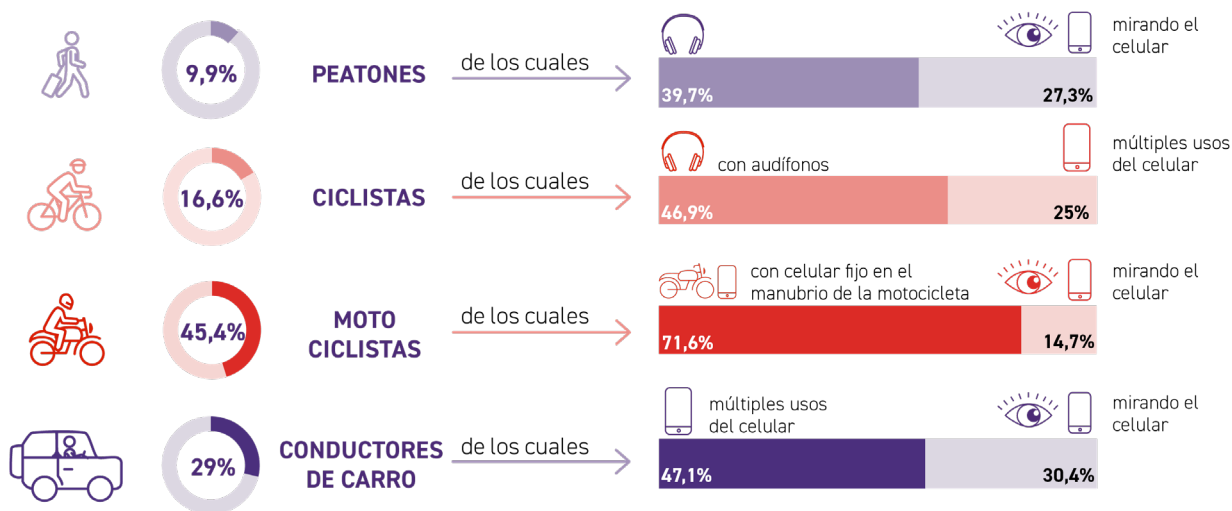 9,9%
PEATONES
de los cuales
mirando el
celular
39,7%
27,3%
16,6%
CICLISTAS
de los cuales
con audífonos
múltiples usos
del celular
46,9%
25%
45,4%
MOTO
CICLISTAS
de los cuales
con celular fijo en el
manubrio de la motocicleta
mirando el
celular
71,6%
14,7%
29%
CONDUCTORES
DE CARRO
de los cuales
múltiples usos
del celular
mirando el
celular
47,1%
30,4%